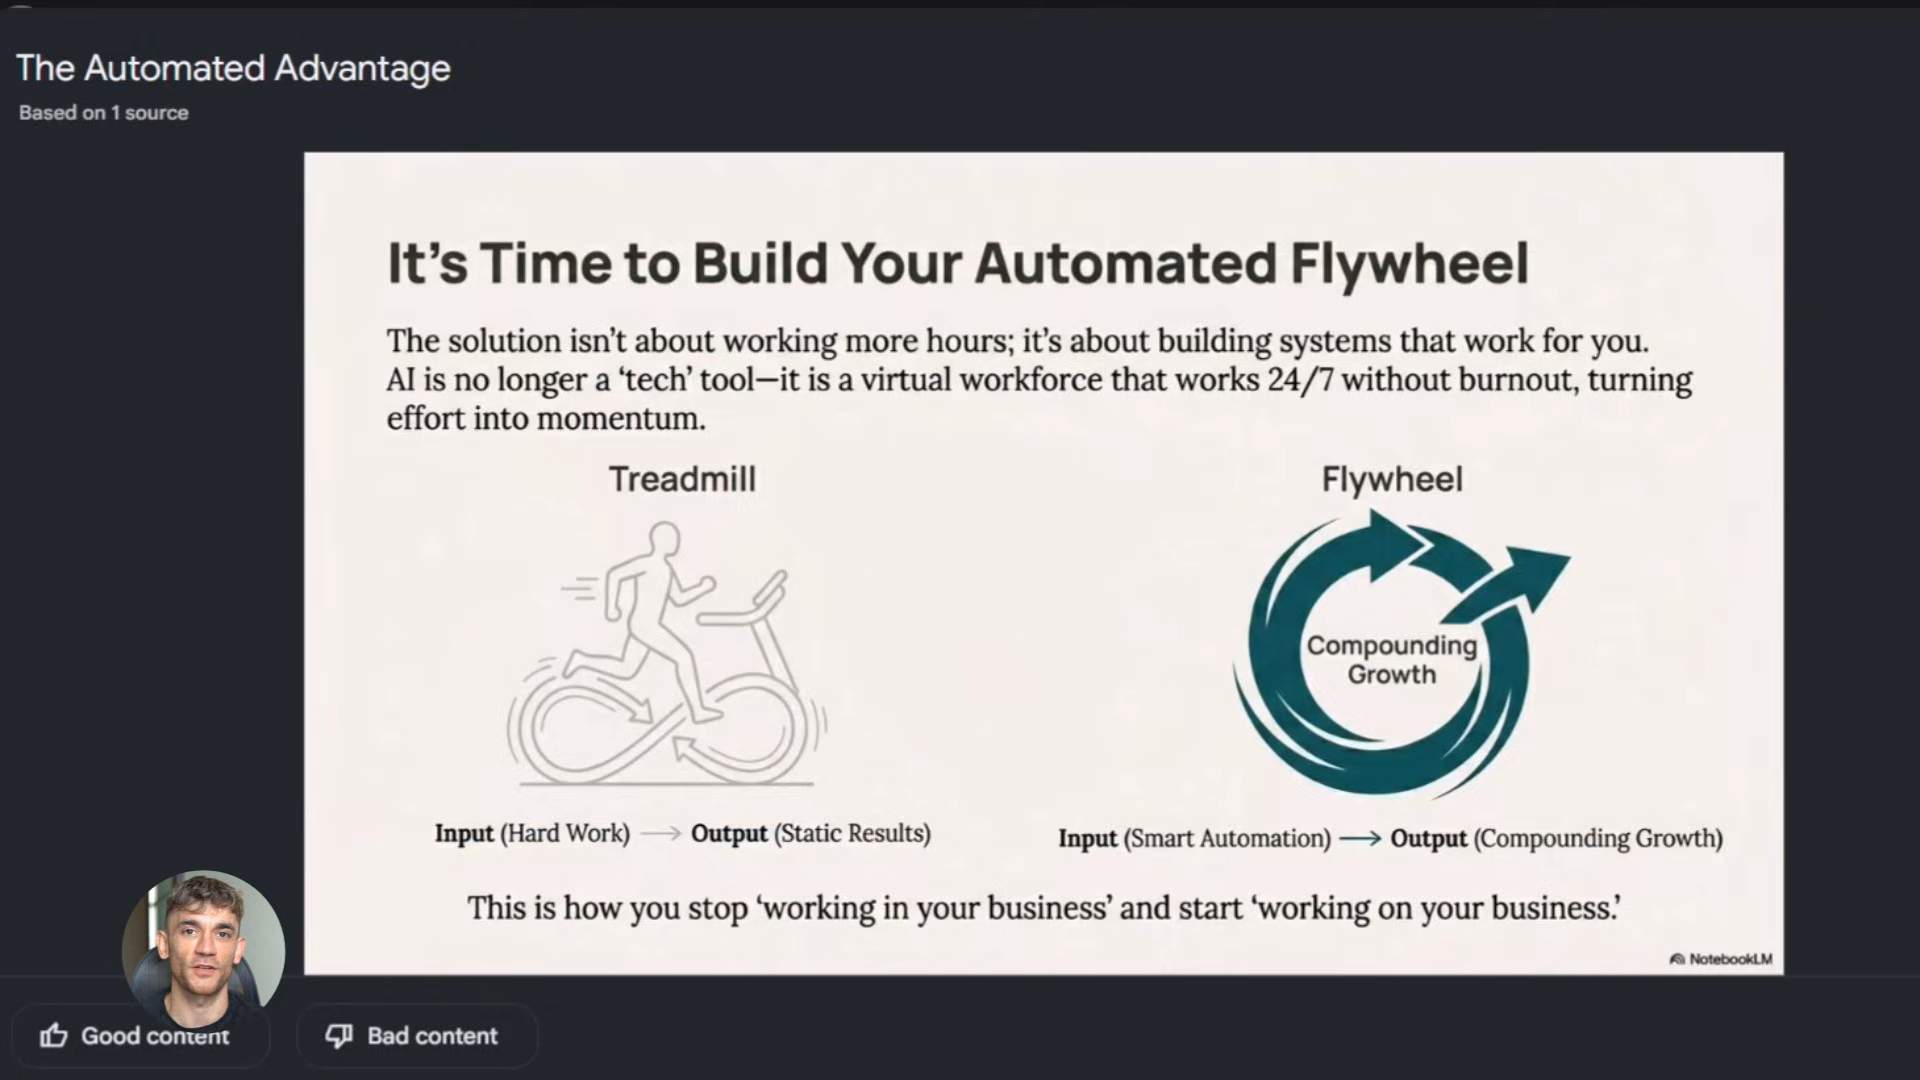 The Automated Advantage
Based on 1 source
It's Time to Build Your Automated Flywheel
The solution isn't about working more hours; it's about building systems that work for you.
AI is no longer a ‘tech’ tool—it is a virtual workforce that works 24/7 without burnout, turning
effort into momentum.
Treadmill
Flywheel
Compounding
Growth
Input (Hard Work) → Output (Static Results)
Input (Smart Automation) → Output (Compounding Growth)
This is how you stop ‘working in your business’ and start ‘working on your business.’
NotebookLM
Good content
Bad content